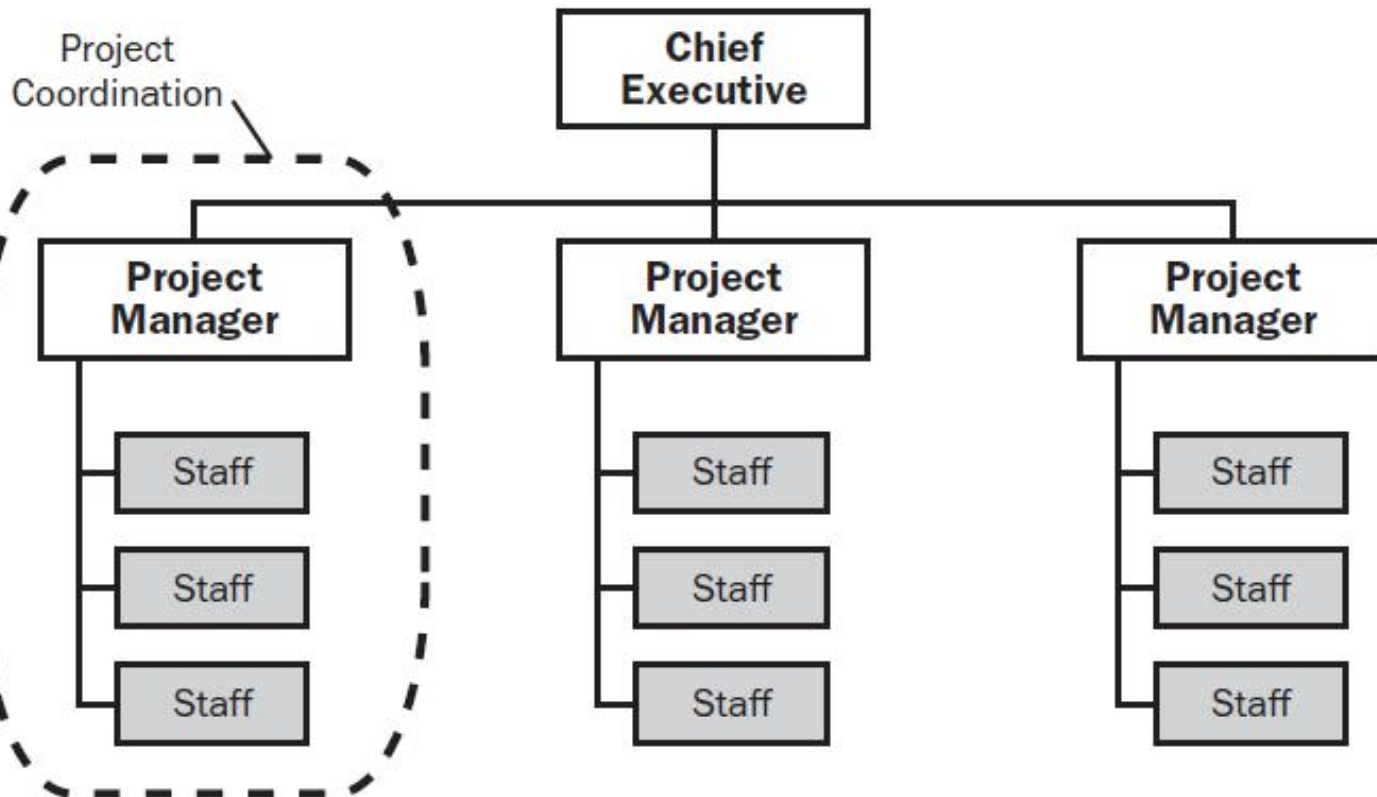 Project
Coordination
Chief
Executive
Project
Manager
Project
Manager
Project
Manager
Staff
Staff
Staff
Staff
Staff
Staff
Staff
Staff
Staff